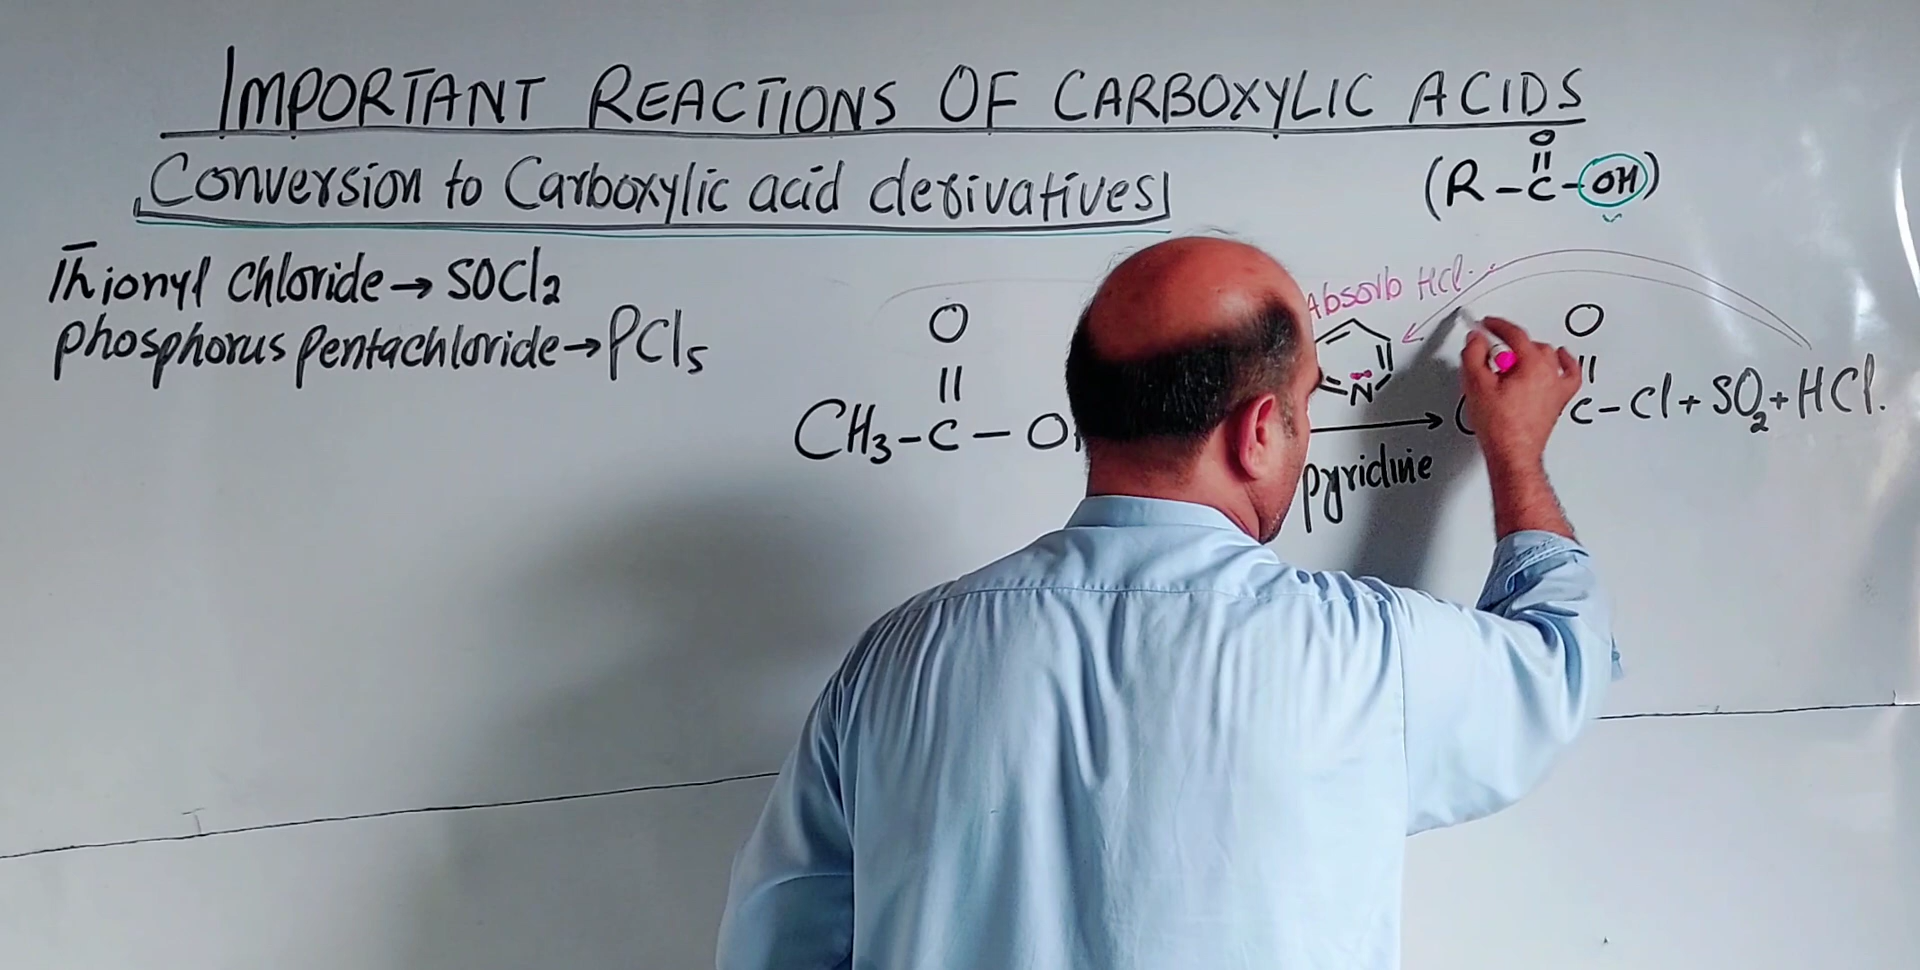 IMPORTANT REACTIONS OF CARBOXYLIC ACIDS
Conversion to Carboxylic acid derivatives
O
||
(R-C-OH)
Thionyl Chloride→SOCl2
phosphorus pentachloride→PCl5
Absorb HCl.
O
||
CH3-C-O
N
pyridine
O
||
C-Cl+SO2+HCl.